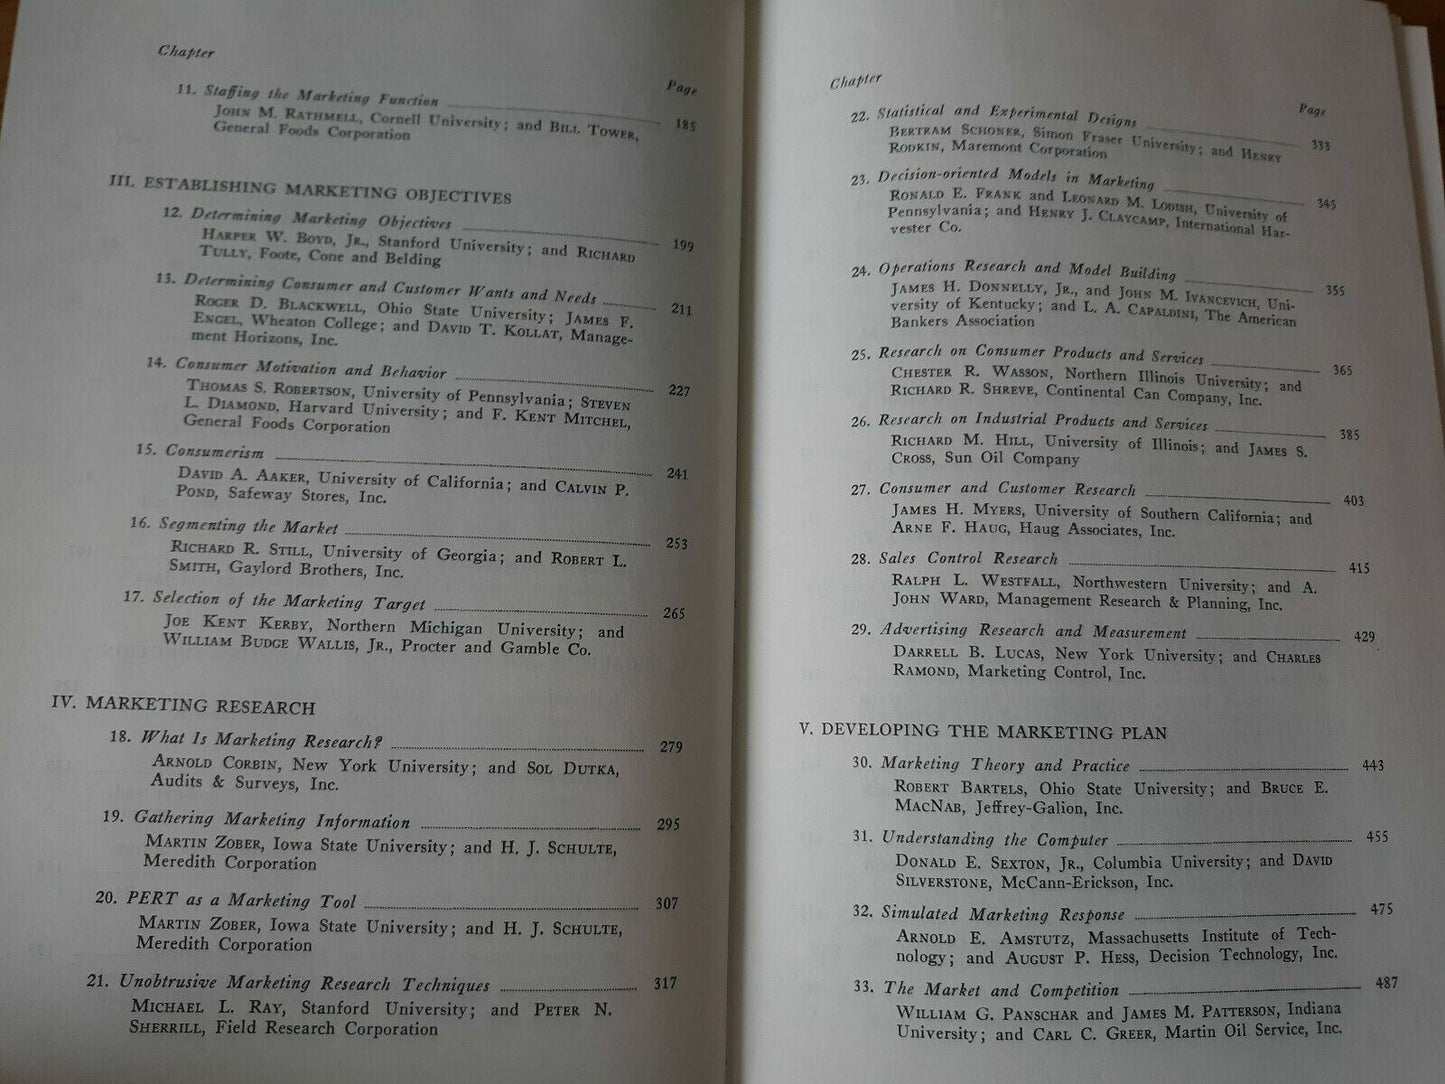 Chapter
Page
11. Staffing the Marketing Function 185
JOHN M. RATHMELL, Cornell University; and BILL TOWER,
General Foods Corporation
III. ESTABLISHING MARKETING OBJECTIVES
12. Determining Marketing Objectives 199
HARPER W. BOYD, JR., Stanford University; and RICHARD
TULLY, Foote, Cone and Belding
13. Determining Consumer and Customer Wants and Needs 211
ROGER D. BLACKWELL, Ohio State University; JAMES F.
ENGEL, Wheaton College; and DAVID T. KOLLAT, Manage-
ment Horizons, Inc.
14. Consumer Motivation and Behavior 227
THOMAS S. ROBERTSON, University of Pennsylvania; STEVEN
L. DIAMOND, Harvard University; and F. KENT MITCHEL,
General Foods Corporation
15. Consumerism 241
DAVID A. AAKER, University of California; and CALVIN P.
POND, Safeway Stores, Inc.
16. Segmenting the Market 253
RICHARD R. STILL, University of Georgia; and ROBERT L.
SMITH, Gaylord Brothers, Inc.
17. Selection of the Marketing Target 265
JOE KENT KERBY, Northern Michigan University; and
WILLIAM BUDGE WALLIS, JR., Procter and Gamble Co.
IV. MARKETING RESEARCH
18. What Is Marketing Research? 279
ARNOLD CORBIN, New York University; and SOL DUTKA,
Audits & Surveys, Inc.
19. Gathering Marketing Information 295
MARTIN ZOBER, Iowa State University; and H. J. SCHULTE,
Meredith Corporation
20. PERT as a Marketing Tool 307
MARTIN ZOBER, Iowa State University; and H. J. SCHULTE,
Meredith Corporation
21. Unobtrusive Marketing Research Techniques 317
MICHAEL L. RAY, Stanford University; and PETER N.
SHERRILL, Field Research Corporation
Chapter
Page
22. Statistical and Experimental Designs 333
BERTRAM SCHONER, Simon Fraser University; and HENRY
RODKIN, Maremont Corporation
23. Decision-oriented Models in Marketing 345
RONALD E. FRANK and LEONARD M. LODISH, University of
Pennsylvania; and HENRY J. CLAYCAMP, International Har-
vester Co.
24. Operations Research and Model Building 355
JAMES H. DONNELLY, JR., and JOHN M. IVANCEVICH, Uni-
versity of Kentucky; and L. A. CAPALDINI, The American
Bankers Association
25. Research on Consumer Products and Services 365
CHESTER R. WASSON, Northern Illinois University; and
RICHARD R. SHREVE, Continental Can Company, Inc.
26. Research on Industrial Products and Services 385
RICHARD M. HILL, University of Illinois; and JAMES S.
CROSS, Sun Oil Company
27. Consumer and Customer Research 403
JAMES H. MYERS, University of Southern California; and
ARNE F. HAUG, Haug Associates, Inc.
28. Sales Control Research 415
RALPH L. WESTFALL, Northwestern University; and A.
JOHN WARD, Management Research & Planning, Inc.
29. Advertising Research and Measurement 429
DARRELL B. LUCAS, New York University; and CHARLES
RAMOND, Marketing Control, Inc.
V. DEVELOPING THE MARKETING PLAN
30. Marketing Theory and Practice 443
ROBERT BARTELS, Ohio State University; and BRUCE E.
MACNAB, Jeffrey-Galion, Inc.
31. Understanding the Computer 455
DONALD E. SEXTON, JR., Columbia University; and DAVID
SILVERSTONE, McCann-Erickson, Inc.
32. Simulated Marketing Response 475
ARNOLD E. AMSTUTZ, Massachusetts Institute of Tech-
nology; and AUGUST P. HESS, Decision Technology, Inc.
33. The Market and Competition 487
WILLIAM G. PANSCHAR and JAMES M. PATTERSON, Indiana
University; and CARL C. GREER, Martin Oil Service, Inc.